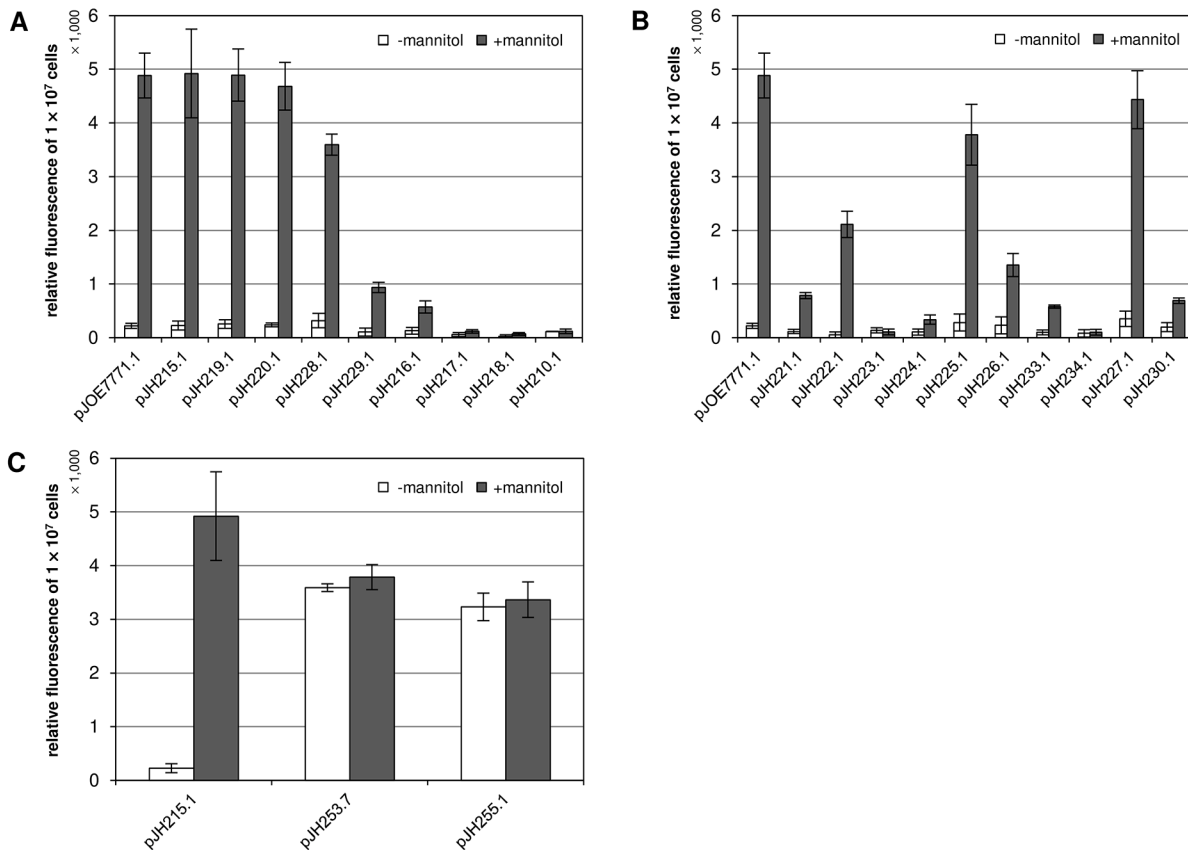 A
relative fluorescence of 1 × 10⁷ cells
× 1,000
6
5
4
3
2
1
0
-mannitol +mannitol
pJOE7771.1
pJH215.1
pJH219.1
pJH220.1
pJH228.1
pJH229.1
pJH216.1
pJH217.1
pJH218.1
pJH210.1
B
relative fluorescence of 1 × 10⁷ cells
× 1,000
6
5
4
3
2
1
0
-mannitol +mannitol
pJOE7771.1
pJH221.1
pJH222.1
pJH223.1
pJH224.1
pJH225.1
pJH226.1
pJH233.1
pJH234.1
pJH227.1
pJH230.1
C
relative fluorescence of 1 × 10⁷ cells
× 1,000
6
5
4
3
2
1
0
-mannitol +mannitol
pJH215.1
pJH253.7
pJH255.1